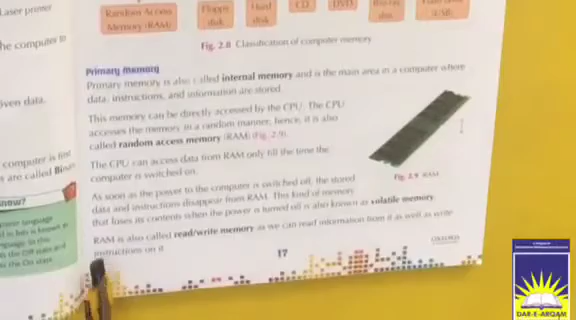 Laser printer
he computer to
iven data.
computer is first
s are called Bin
now?
Random Access
Memory (RAM)
Floppy
disk
Hard
disk
CD
DVD
Fig. 2.8 Classification of computer memory
Primary Memory
Primary memory is also called internal memory and is the main area in a computer where
data, instructions, and information are stored.
This memory can be directly accessed by the CPU. The CPU
accesses the memory in a random manner, hence, it is also
called random access memory (RAM) (Fig. 2.9).
The CPU can access data from RAM only till the time the
computer is switched on.
Fig. 2.9 RAM
As soon as the power to the computer is switched off, the stored
data and instructions disappear from RAM. This kind of memory
that loses its contents when the power is turned off is also known as volatile memory.
RAM is also called read/write memory as we can read information from it as well as write
instructions on it.
17
OXFORD
DAR-E-ARQAM